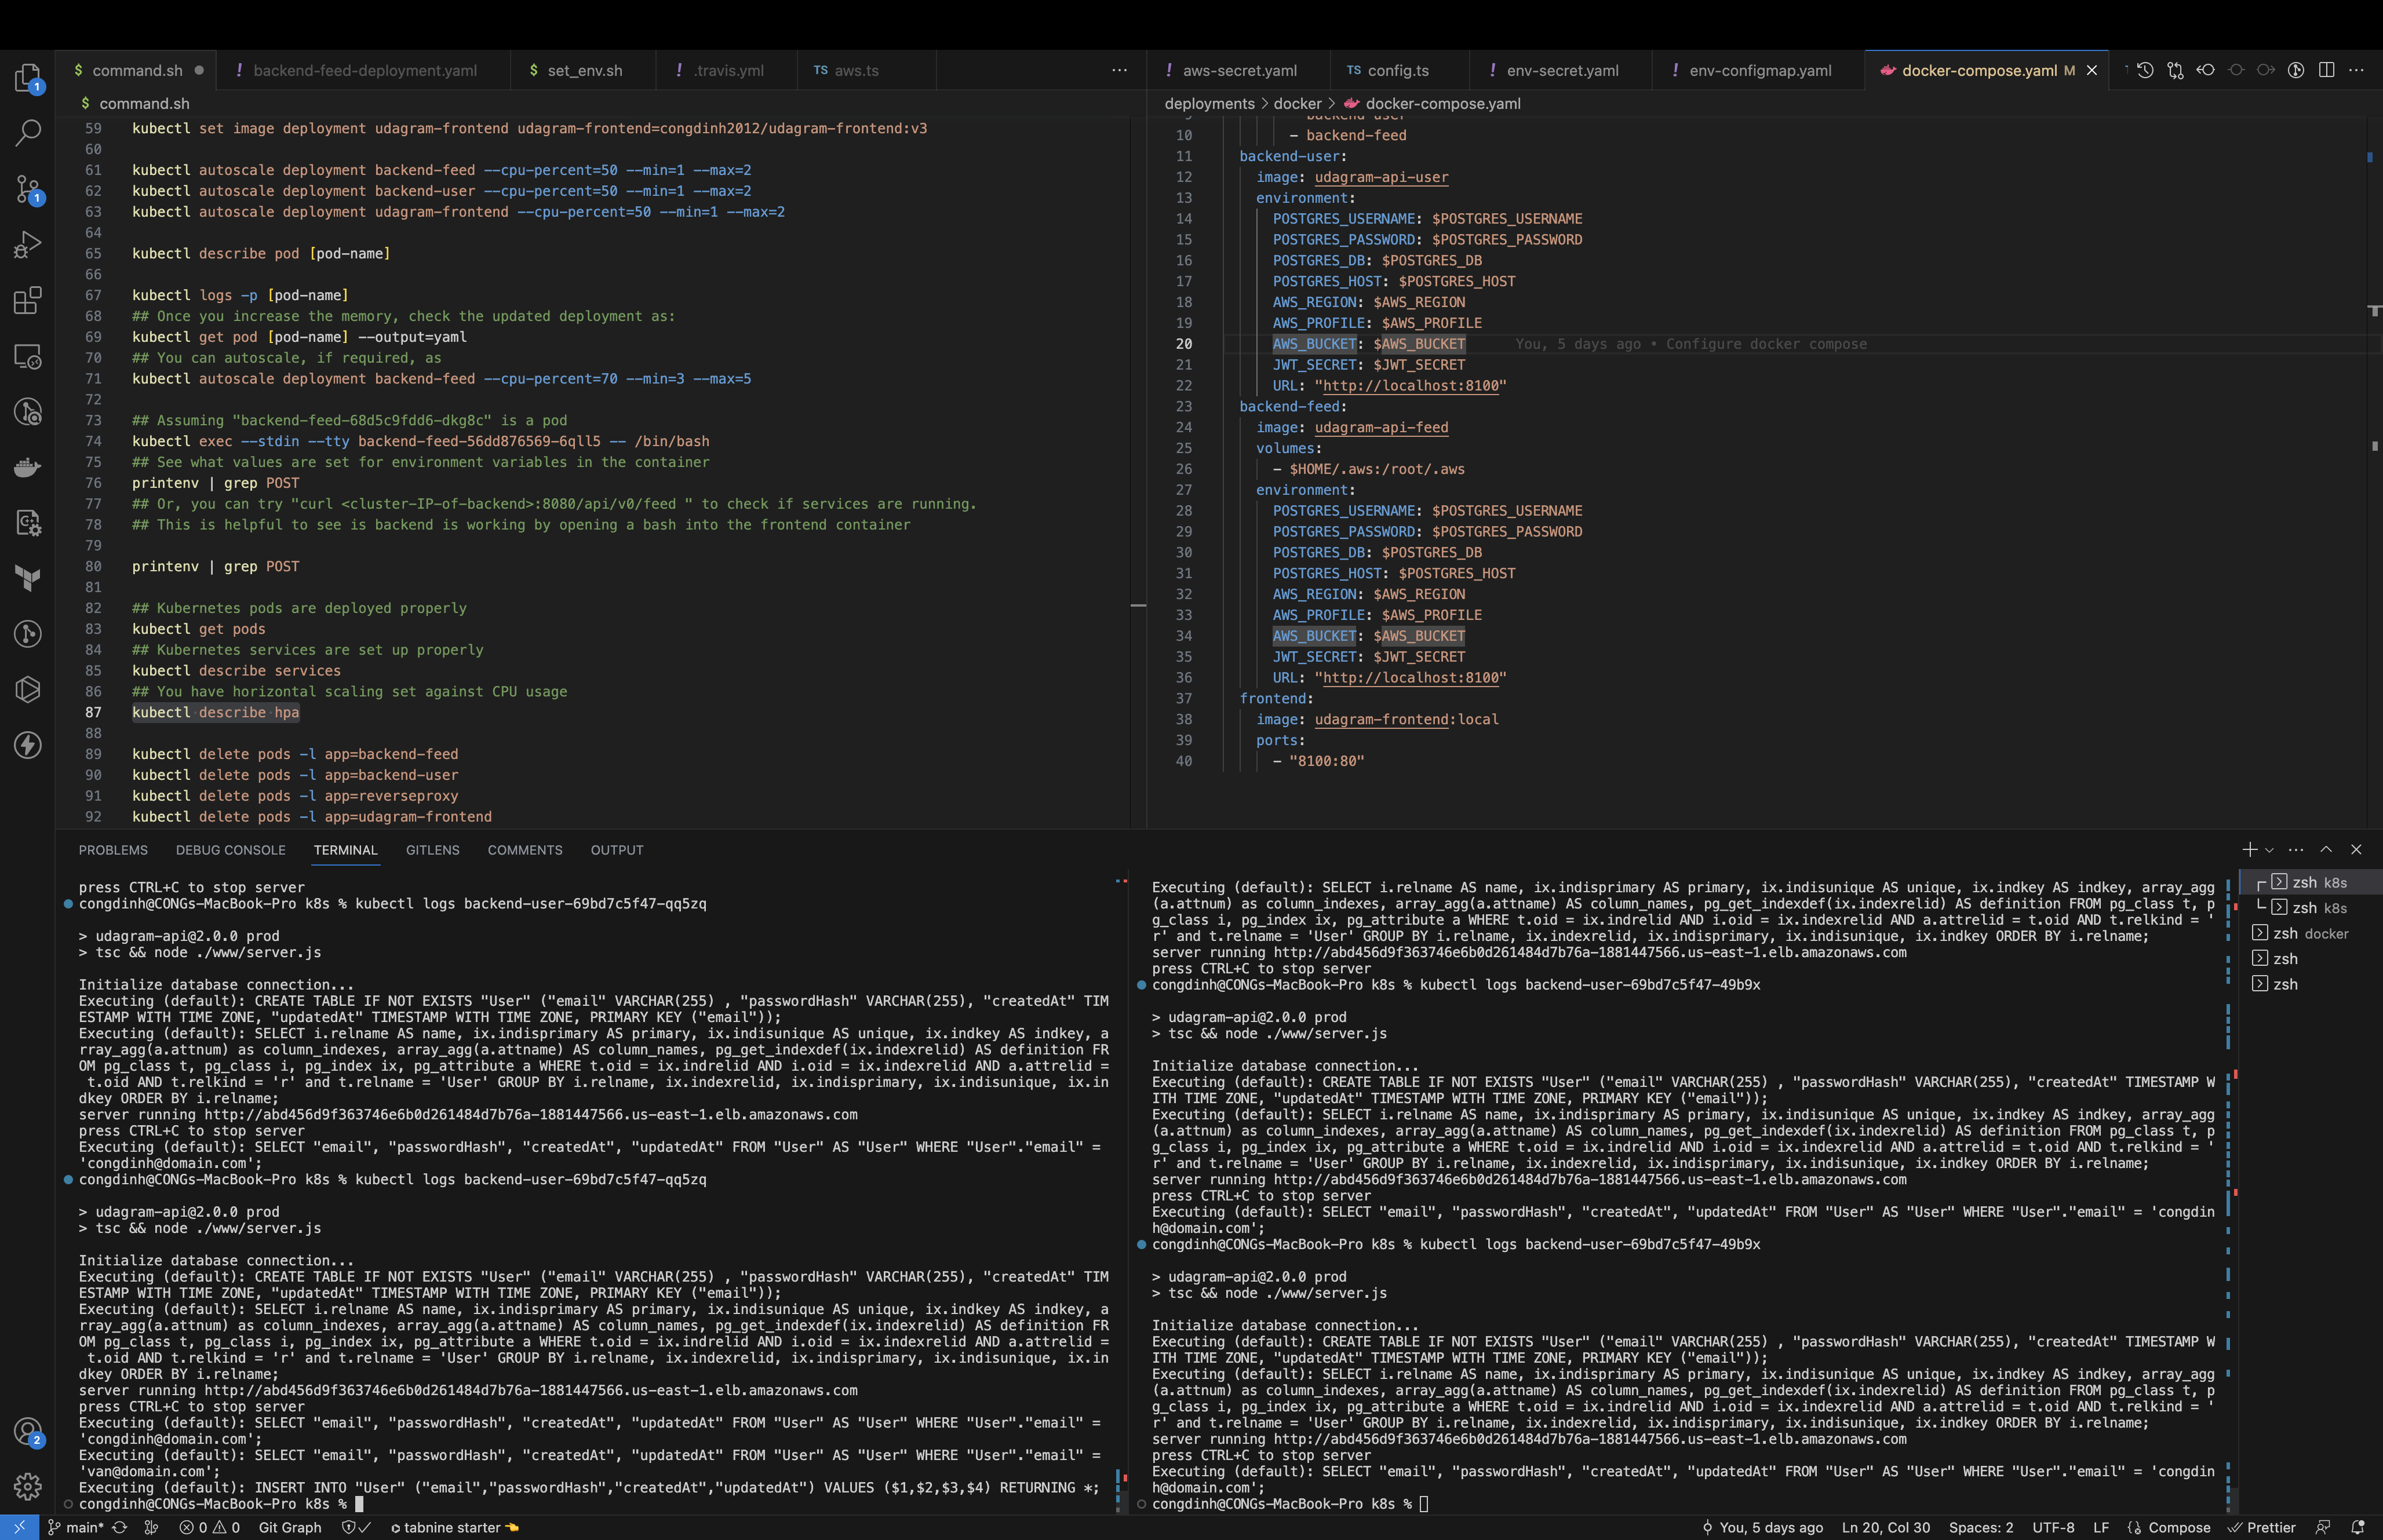 command.sh
backend-feed-deployment.yaml
set_env.sh
.travis.yml
TS aws.ts
$ command.sh
59 kubectl set image deployment udagram-frontend udagram-frontend=congdinh2012/udagram-frontend:v3
60
61 kubectl autoscale deployment backend-feed --cpu-percent=50 --min=1 --max=2
62 kubectl autoscale deployment backend-user --cpu-percent=50 --min=1 --max=2
63 kubectl autoscale deployment udagram-frontend --cpu-percent=50 --min=1 --max=2
64
65 kubectl describe pod [pod-name]
66
67 kubectl logs -p [pod-name]
68 ## Once you increase the memory, check the updated deployment as:
69 kubectl get pod [pod-name] --output=yaml
70 ## You can autoscale, if required, as
71 kubectl autoscale deployment backend-feed --cpu-percent=70 --min=3 --max=5
72
73 ## Assuming "backend-feed-68d5c9fdd6-dkg8c" is a pod
74 kubectl exec --stdin --tty backend-feed-56dd876569-6qll5 -- /bin/bash
75 ## See what values are set for environment variables in the container
76 printenv | grep POST
77 ## Or, you can try "curl <cluster-IP-of-backend>:8080/api/v0/feed " to check if services are running.
78 ## This is helpful to see is backend is working by opening a bash into the frontend container
79
80 printenv | grep POST
81
82 ## Kubernetes pods are deployed properly
83 kubectl get pods
84 ## Kubernetes services are set up properly
85 kubectl describe services
86 ## You have horizontal scaling set against CPU usage
87 kubectl describe hpa
88
89 kubectl delete pods -l app=backend-feed
90 kubectl delete pods -l app=backend-user
91 kubectl delete pods -l app=reverseproxy
92 kubectl delete pods -l app=udagram-frontend
aws-secret.yaml
TS config.ts
env-secret.yaml
env-configmap.yaml
docker-compose.yaml M
deployments > docker > docker-compose.yaml
9 - backend-user
10 - backend-feed
11 backend-user:
12 image: udagram-api-user
13 environment:
14 POSTGRES_USERNAME: $POSTGRES_USERNAME
15 POSTGRES_PASSWORD: $POSTGRES_PASSWORD
16 POSTGRES_DB: $POSTGRES_DB
17 POSTGRES_HOST: $POSTGRES_HOST
18 AWS_REGION: $AWS_REGION
19 AWS_PROFILE: $AWS_PROFILE
20 AWS_BUCKET: $AWS_BUCKET You, 5 days ago • Configure docker compose
21 JWT_SECRET: $JWT_SECRET
22 URL: "http://localhost:8100"
23 backend-feed:
24 image: udagram-api-feed
25 volumes:
26 - $HOME/.aws:/root/.aws
27 environment:
28 POSTGRES_USERNAME: $POSTGRES_USERNAME
29 POSTGRES_PASSWORD: $POSTGRES_PASSWORD
30 POSTGRES_DB: $POSTGRES_DB
31 POSTGRES_HOST: $POSTGRES_HOST
32 AWS_REGION: $AWS_REGION
33 AWS_PROFILE: $AWS_PROFILE
34 AWS_BUCKET: $AWS_BUCKET
35 JWT_SECRET: $JWT_SECRET
36 URL: "http://localhost:8100"
37 frontend:
38 image: udagram-frontend:local
39 ports:
40 - "8100:80"
PROBLEMS DEBUG CONSOLE TERMINAL GITLENS COMMENTS OUTPUT
press CTRL+C to stop server
congdinh@CONGs-MacBook-Pro k8s % kubectl logs backend-user-69bd7c5f47-qq5zq
> udagram-api@2.0.0 prod
> tsc && node ./www/server.js
Initialize database connection...
Executing (default): CREATE TABLE IF NOT EXISTS "User" ("email" VARCHAR(255) , "passwordHash" VARCHAR(255), "createdAt" TIM
ESTAMP WITH TIME ZONE, "updatedAt" TIMESTAMP WITH TIME ZONE, PRIMARY KEY ("email"));
Executing (default): SELECT i.relname AS name, ix.indisprimary AS primary, ix.indisunique AS unique, ix.indkey AS indkey, a
rray_agg(a.attnum) as column_indexes, array_agg(a.attname) AS column_names, pg_get_indexdef(ix.indexrelid) AS definition FR
OM pg_class t, pg_class i, pg_index ix, pg_attribute a WHERE t.oid = ix.indrelid AND i.oid = ix.indexrelid AND a.attrelid =
t.oid AND t.relkind = 'r' and t.relname = 'User' GROUP BY i.relname, ix.indexrelid, ix.indisprimary, ix.indisunique, ix.in
dkey ORDER BY i.relname;
server running http://abd456d9f363746e6b0d261484d7b76a-1881447566.us-east-1.elb.amazonaws.com
press CTRL+C to stop server
Executing (default): SELECT "email", "passwordHash", "createdAt", "updatedAt" FROM "User" AS "User" WHERE "User"."email" =
'congdinh@domain.com';
congdinh@CONGs-MacBook-Pro k8s % kubectl logs backend-user-69bd7c5f47-qq5zq
> udagram-api@2.0.0 prod
> tsc && node ./www/server.js
Initialize database connection...
Executing (default): CREATE TABLE IF NOT EXISTS "User" ("email" VARCHAR(255) , "passwordHash" VARCHAR(255), "createdAt" TIM
ESTAMP WITH TIME ZONE, "updatedAt" TIMESTAMP WITH TIME ZONE, PRIMARY KEY ("email"));
Executing (default): SELECT i.relname AS name, ix.indisprimary AS primary, ix.indisunique AS unique, ix.indkey AS indkey, a
rray_agg(a.attnum) as column_indexes, array_agg(a.attname) AS column_names, pg_get_indexdef(ix.indexrelid) AS definition FR
OM pg_class t, pg_class i, pg_index ix, pg_attribute a WHERE t.oid = ix.indrelid AND i.oid = ix.indexrelid AND a.attrelid =
t.oid AND t.relkind = 'r' and t.relname = 'User' GROUP BY i.relname, ix.indexrelid, ix.indisprimary, ix.indisunique, ix.in
dkey ORDER BY i.relname;
server running http://abd456d9f363746e6b0d261484d7b76a-1881447566.us-east-1.elb.amazonaws.com
press CTRL+C to stop server
Executing (default): SELECT "email", "passwordHash", "createdAt", "updatedAt" FROM "User" AS "User" WHERE "User"."email" =
'congdinh@domain.com';
Executing (default): SELECT "email", "passwordHash", "createdAt", "updatedAt" FROM "User" AS "User" WHERE "User"."email" =
'van@domain.com';
Executing (default): INSERT INTO "User" ("email","passwordHash","createdAt","updatedAt") VALUES ($1,$2,$3,$4) RETURNING *;
congdinh@CONGs-MacBook-Pro k8s %
Executing (default): SELECT i.relname AS name, ix.indisprimary AS primary, ix.indisunique AS unique, ix.indkey AS indkey, array_agg
(a.attnum) as column_indexes, array_agg(a.attname) AS column_names, pg_get_indexdef(ix.indexrelid) AS definition FROM pg_class t, p
g_class i, pg_index ix, pg_attribute a WHERE t.oid = ix.indrelid AND i.oid = ix.indexrelid AND a.attrelid = t.oid AND t.relkind = '
r' and t.relname = 'User' GROUP BY i.relname, ix.indexrelid, ix.indisprimary, ix.indisunique, ix.indkey ORDER BY i.relname;
server running http://abd456d9f363746e6b0d261484d7b76a-1881447566.us-east-1.elb.amazonaws.com
press CTRL+C to stop server
congdinh@CONGs-MacBook-Pro k8s % kubectl logs backend-user-69bd7c5f47-49b9x
> udagram-api@2.0.0 prod
> tsc && node ./www/server.js
Initialize database connection...
Executing (default): CREATE TABLE IF NOT EXISTS "User" ("email" VARCHAR(255) , "passwordHash" VARCHAR(255), "createdAt" TIMESTAMP W
ITH TIME ZONE, "updatedAt" TIMESTAMP WITH TIME ZONE, PRIMARY KEY ("email"));
Executing (default): SELECT i.relname AS name, ix.indisprimary AS primary, ix.indisunique AS unique, ix.indkey AS indkey, array_agg
(a.attnum) as column_indexes, array_agg(a.attname) AS column_names, pg_get_indexdef(ix.indexrelid) AS definition FROM pg_class t, p
g_class i, pg_index ix, pg_attribute a WHERE t.oid = ix.indrelid AND i.oid = ix.indexrelid AND a.attrelid = t.oid AND t.relkind = '
r' and t.relname = 'User' GROUP BY i.relname, ix.indexrelid, ix.indisprimary, ix.indisunique, ix.indkey ORDER BY i.relname;
server running http://abd456d9f363746e6b0d261484d7b76a-1881447566.us-east-1.elb.amazonaws.com
press CTRL+C to stop server
Executing (default): SELECT "email", "passwordHash", "createdAt", "updatedAt" FROM "User" AS "User" WHERE "User"."email" = 'congdin
h@domain.com';
congdinh@CONGs-MacBook-Pro k8s % kubectl logs backend-user-69bd7c5f47-49b9x
> udagram-api@2.0.0 prod
> tsc && node ./www/server.js
Initialize database connection...
Executing (default): CREATE TABLE IF NOT EXISTS "User" ("email" VARCHAR(255) , "passwordHash" VARCHAR(255), "createdAt" TIMESTAMP W
ITH TIME ZONE, "updatedAt" TIMESTAMP WITH TIME ZONE, PRIMARY KEY ("email"));
Executing (default): SELECT i.relname AS name, ix.indisprimary AS primary, ix.indisunique AS unique, ix.indkey AS indkey, array_agg
(a.attnum) as column_indexes, array_agg(a.attname) AS column_names, pg_get_indexdef(ix.indexrelid) AS definition FROM pg_class t, p
g_class i, pg_index ix, pg_attribute a WHERE t.oid = ix.indrelid AND i.oid = ix.indexrelid AND a.attrelid = t.oid AND t.relkind = '
r' and t.relname = 'User' GROUP BY i.relname, ix.indexrelid, ix.indisprimary, ix.indisunique, ix.indkey ORDER BY i.relname;
server running http://abd456d9f363746e6b0d261484d7b76a-1881447566.us-east-1.elb.amazonaws.com
press CTRL+C to stop server
Executing (default): SELECT "email", "passwordHash", "createdAt", "updatedAt" FROM "User" AS "User" WHERE "User"."email" = 'congdin
h@domain.com';
congdinh@CONGs-MacBook-Pro k8s %
zsh k8s
zsh k8s
zsh docker
zsh
zsh
1
1
2
main* 0 0 Git Graph tabnine starter 👈 You, 5 days ago Ln 20, Col 30 Spaces: 2 UTF-8 LF Compose Prettier